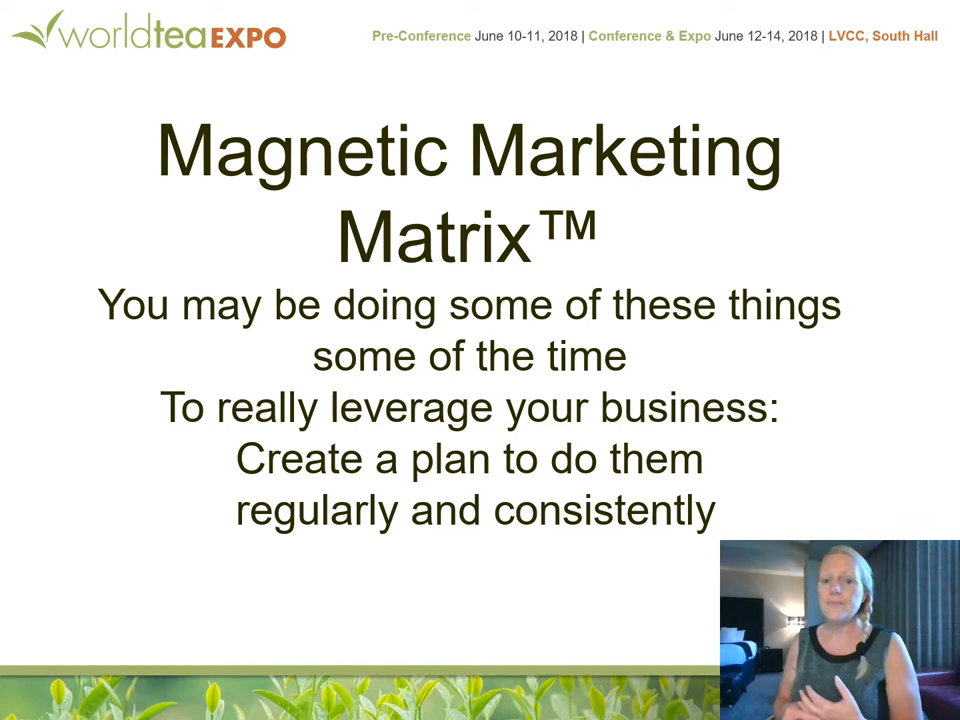 worldteaEXPO
Pre-Conference June 10-11, 2018 | Conference & Expo June 12-14, 2018 | LVCC, South Hall
Magnetic Marketing
Matrix™
You may be doing some of these things
some of the time
To really leverage your business:
Create a plan to do them
regularly and consistently